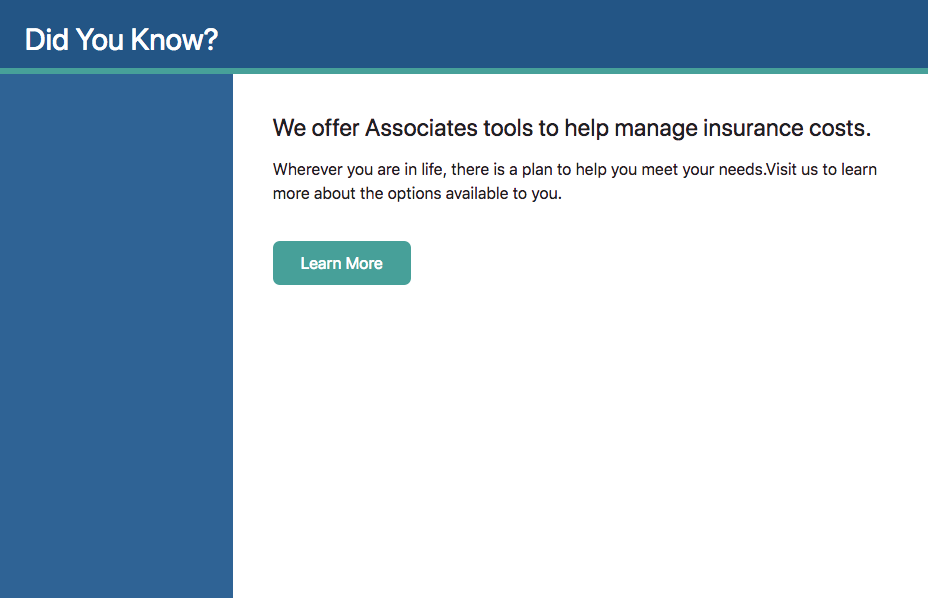 Did You Know?
We offer Associates tools to help manage insurance costs.
Wherever you are in life, there is a plan to help you meet your needs.Visit us to learn
more about the options available to you.
Learn More